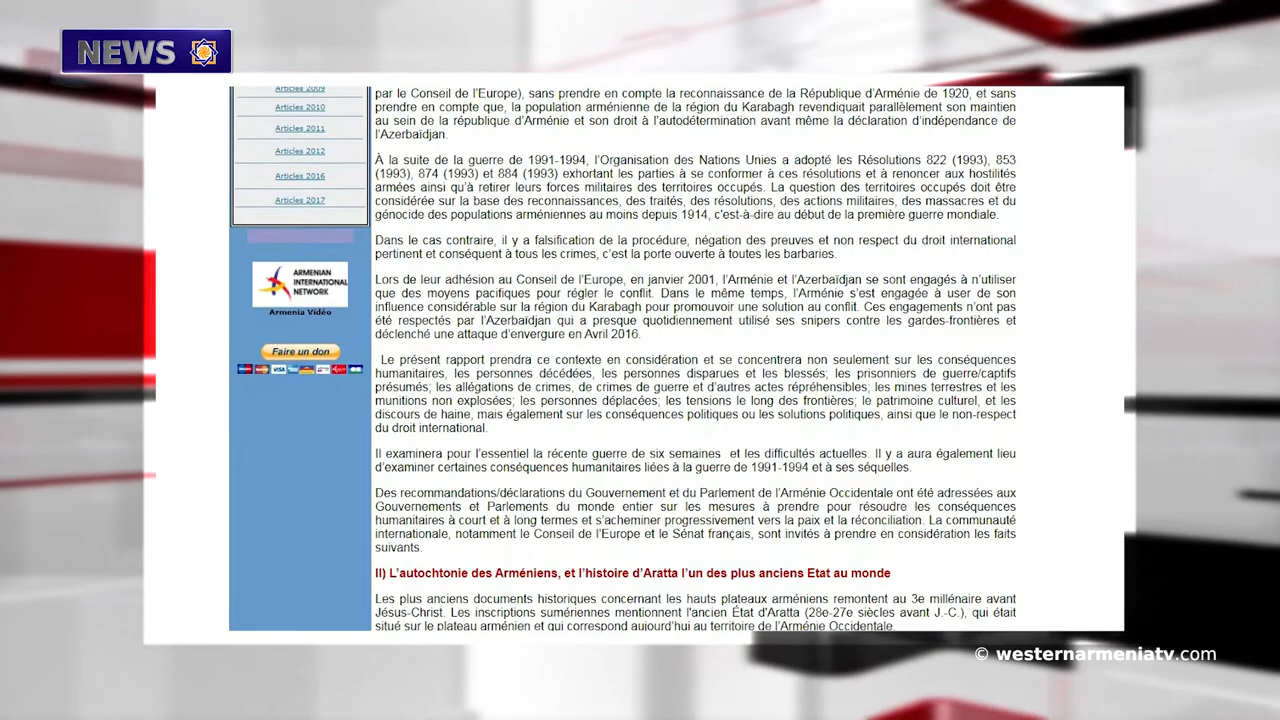 NEWS
Articles 2009
Articles 2010
Articles 2011
Articles 2012
Articles 2016
Articles 2017
ARMENIAN
INTERNATIONAL
NETWORK
Armenia Vidéo
Faire un don
VISA
par le Conseil de l’Europe), sans prendre en compte la reconnaissance de la République d’Arménie de 1920, et sans
prendre en compte que, la population arménienne de la région du Karabagh revendiquait parallèlement son maintien
au sein de la république d’Arménie et son droit à l’autodétermination avant même la déclaration d’indépendance de
l’Azerbaïdjan.
À la suite de la guerre de 1991-1994, l’Organisation des Nations Unies a adopté les Résolutions 822 (1993), 853
(1993), 874 (1993) et 884 (1993) exhortant les parties à se conformer à ces résolutions et à renoncer aux hostilités
armées ainsi qu’à retirer leurs forces militaires des territoires occupés. La question des territoires occupés doit être
considérée sur la base des reconnaissances, des traités, des résolutions, des actions militaires, des massacres et du
génocide des populations arméniennes au moins depuis 1914, c'est-à-dire au début de la première guerre mondiale.
Dans le cas contraire, il y a falsification de la procédure, négation des preuves et non respect du droit international
pertinent et conséquent à tous les crimes, c’est la porte ouverte à toutes les barbaries.
Lors de leur adhésion au Conseil de l’Europe, en janvier 2001, l’Arménie et l’Azerbaïdjan se sont engagés à n’utiliser
que des moyens pacifiques pour régler le conflit. Dans le même temps, l’Arménie s’est engagée à user de son
influence considérable sur la région du Karabagh pour promouvoir une solution au conflit. Ces engagements n’ont pas
été respectés par l’Azerbaïdjan qui a presque quotidiennement utilisé ses snipers contre les gardes-frontières et
déclenché une attaque d’envergure en Avril 2016.
Le présent rapport prendra ce contexte en considération et se concentrera non seulement sur les conséquences
humanitaires, les personnes décédées, les personnes disparues et les blessés; les prisonniers de guerre/captifs
présumés; les allégations de crimes, de crimes de guerre et d’autres actes répréhensibles; les mines terrestres et les
munitions non explosées; les personnes déplacées; les tensions le long des frontières; le patrimoine culturel, et les
discours de haine, mais également sur les conséquences politiques ou les solutions politiques, ainsi que le non-respect
du droit international.
Il examinera pour l’essentiel la récente guerre de six semaines et les difficultés actuelles. Il y a aura également lieu
d’examiner certaines conséquences humanitaires liées à la guerre de 1991-1994 et à ses séquelles.
Des recommandations/déclarations du Gouvernement et du Parlement de l’Arménie Occidentale ont été adressées aux
Gouvernements et Parlements du monde entier sur les mesures à prendre pour résoudre les conséquences
humanitaires à court et à long termes et s’acheminer progressivement vers la paix et la réconciliation. La communauté
internationale, notamment le Conseil de l’Europe et le Sénat français, sont invités à prendre en considération les faits
suivants.
II) L’autochtonie des Arméniens, et l’histoire d’Aratta l’un des plus anciens Etat au monde
Les plus anciens documents historiques concernant les hauts plateaux arméniens remontent au 3e millénaire avant
Jésus-Christ. Les inscriptions sumériennes mentionnent l'ancien État d'Aratta (28e-27e siècles avant J.-C.), qui était
situé sur le plateau arménien et qui correspond aujourd’hui au territoire de l’Arménie Occidentale.
© westernarmeniatv.com